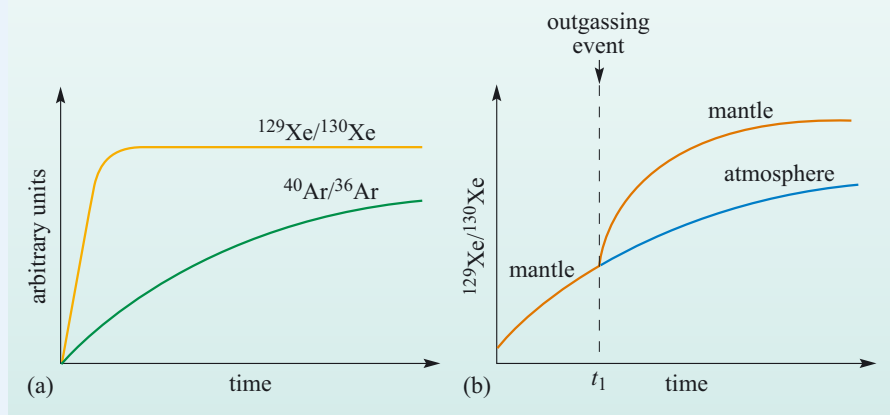 arbitrary units
¹²⁹Xe/¹³⁰Xe
⁴⁰Ar/³⁶Ar
(a)
time
outgassing
event
¹²⁹Xe/¹³⁰Xe
mantle
atmosphere
mantle
(b)
t₁
time